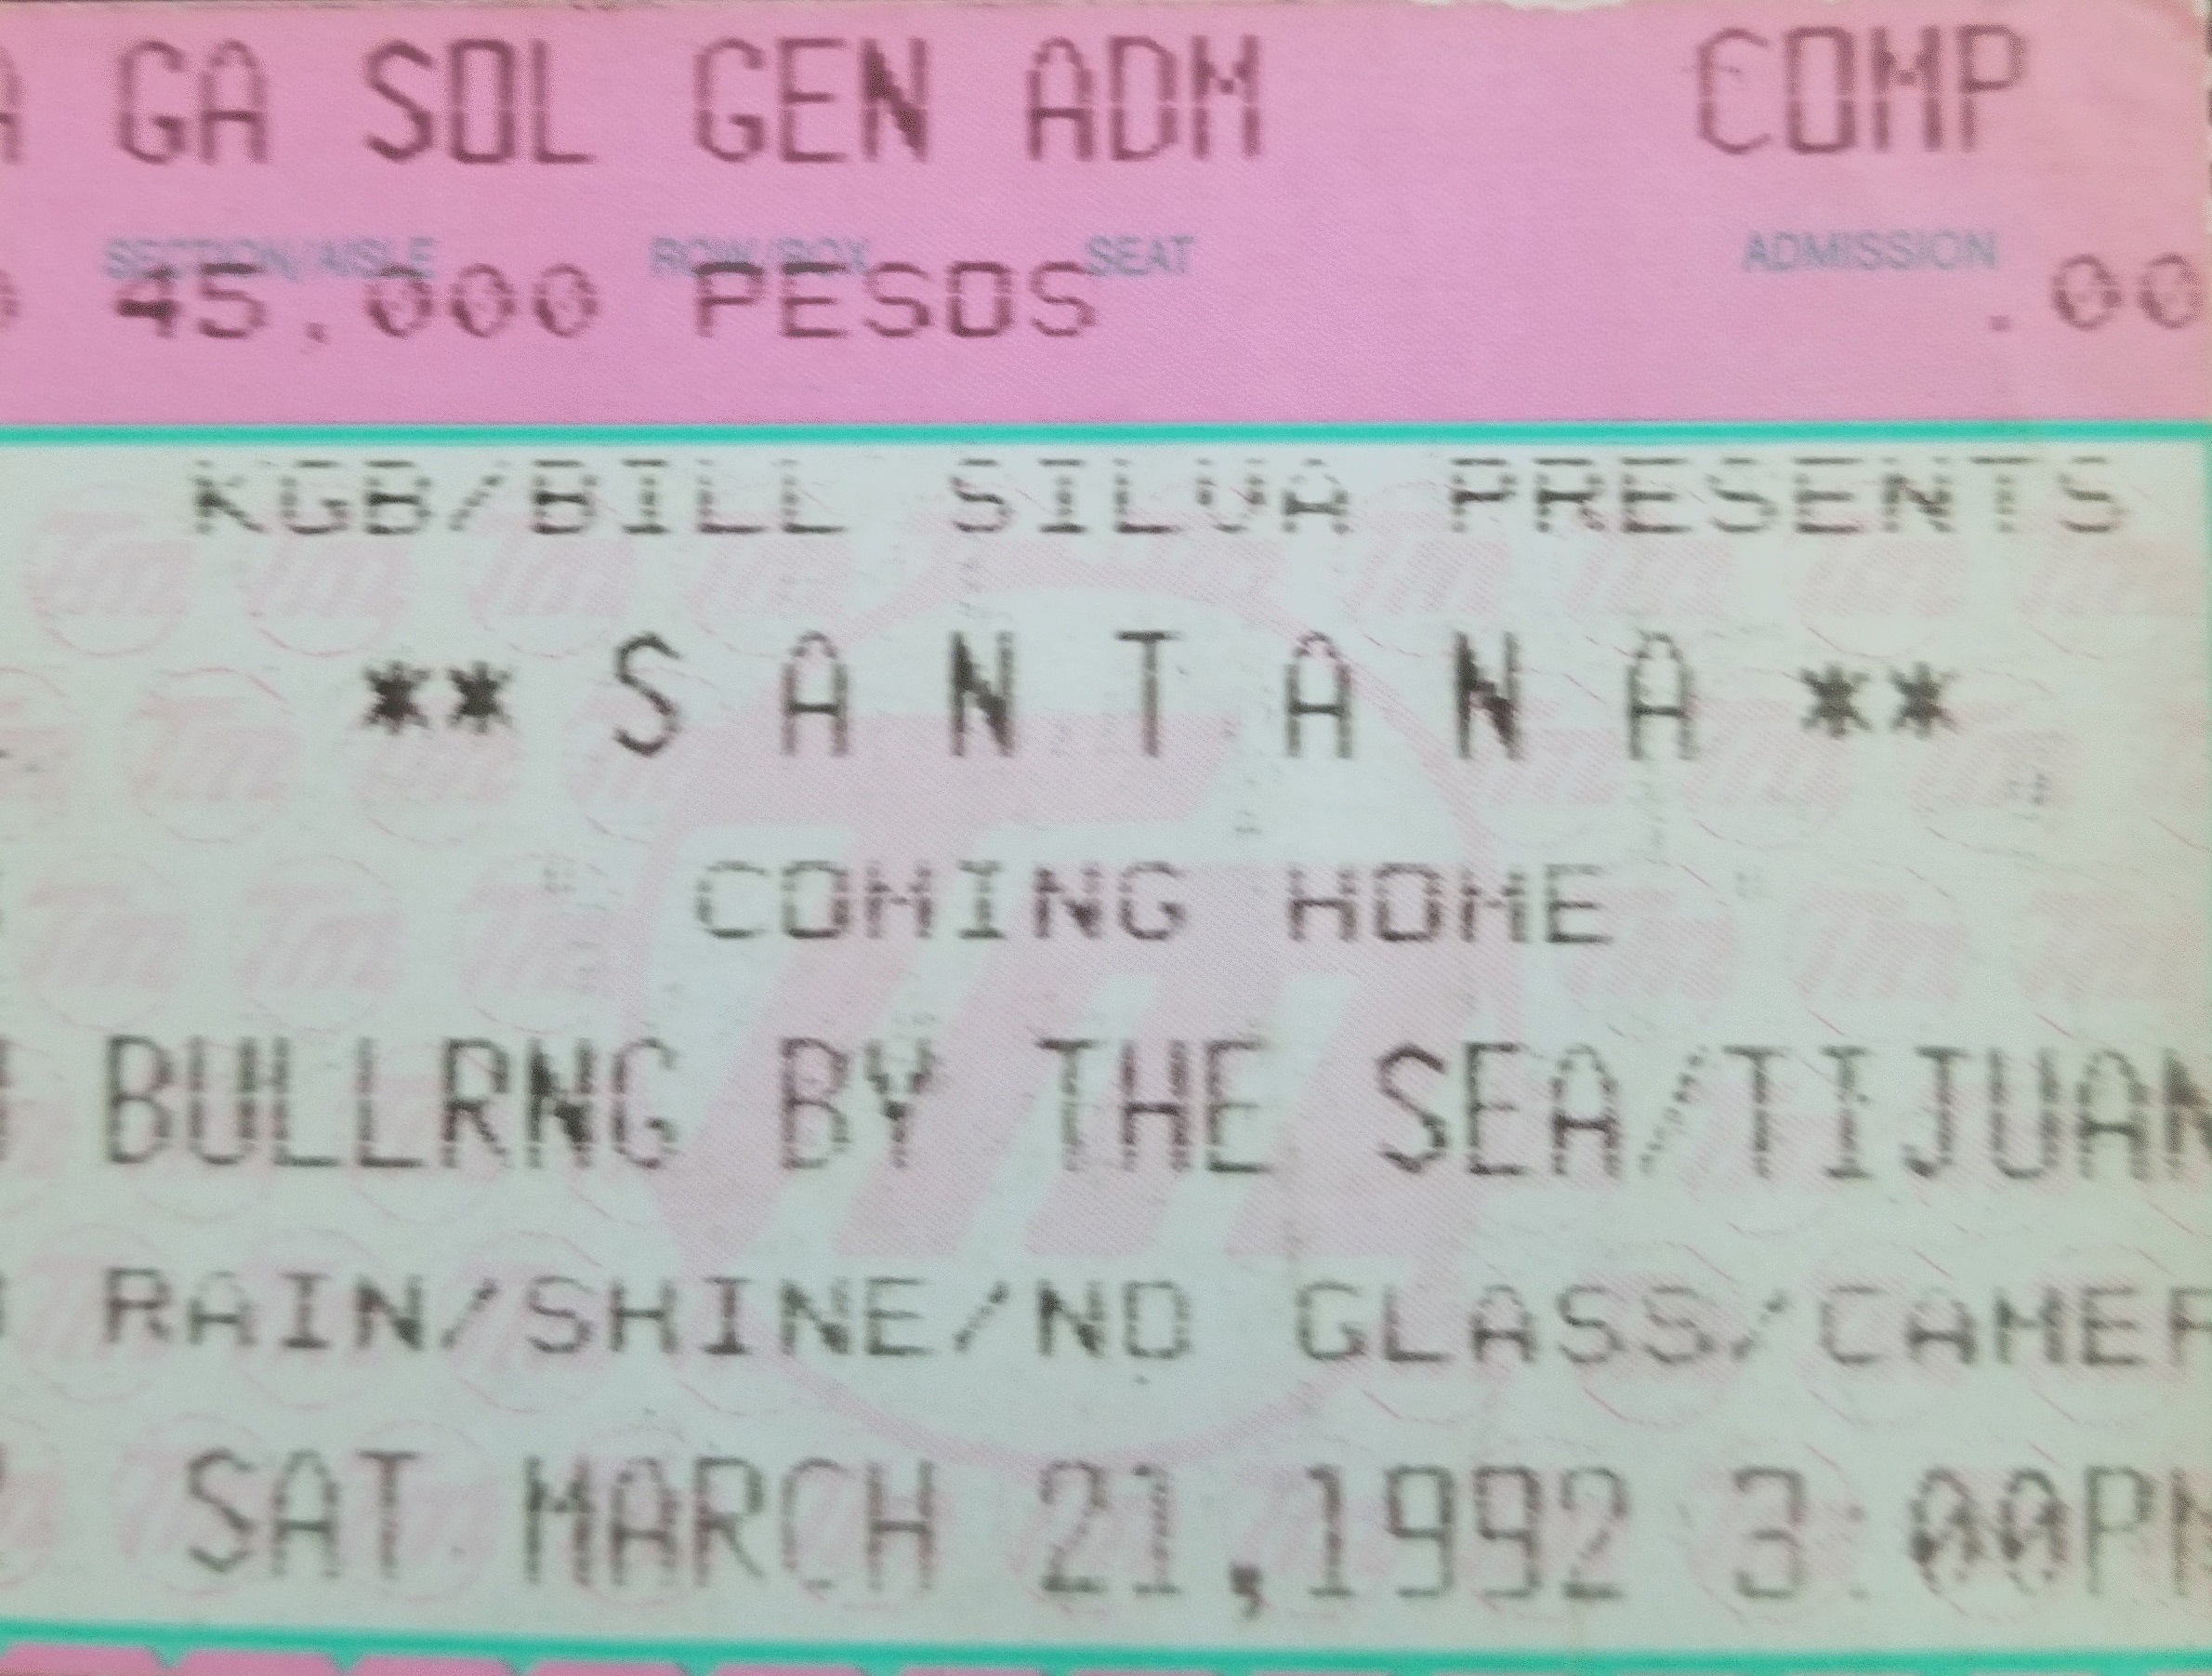 A GA SOL GEN ADM COMP
SECTION/AISLE ROW/BOX SEAT ADMISSION
45,000 PESOS .00
KGB/BILL SILVA PRESENTS
** S A N T A N A **
" COMING HOME "
BULLRNG BY THE SEA/TIJUAN
RAIN/SHINE/NO GLASS/CAMER
SAT MARCH 21,1992 3:00PM